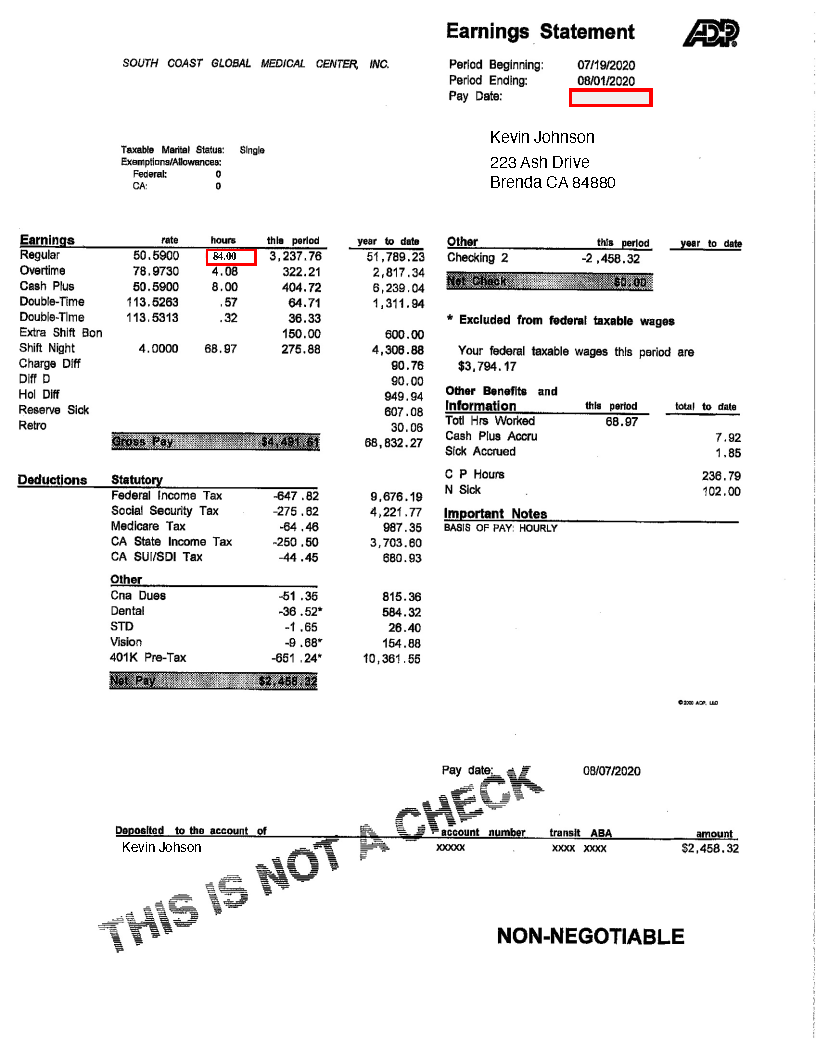 Earnings Statement
ADP
SOUTH COAST GLOBAL MEDICAL CENTER, INC.
Period Beginning: 07/19/2020
Period Ending: 08/01/2020
Pay Date:
Kevin Johnson
223 Ash Drive
Brenda CA 84880
Taxable Marital Status: Single
Exemptions/Allowances:
Federal: 0
CA: 0
Earnings rate hours this period year to date
Regular 50.5900 84.00 3,237.76 51,789.23
Overtime 78.9730 4.08 322.21 2,817.34
Cash Plus 50.5900 8.00 404.72 6,239.04
Double-Time 113.5263 .57 64.71 1,311.94
Double-Time 113.5313 .32 36.33
Extra Shift Bon 150.00 600.00
Shift Night 4.0000 68.97 275.88 4,306.88
Charge Diff 90.76
Diff D 90.00
Hol Diff 949.94
Reserve Sick 607.08
Retro 30.06
Gross Pay $4,491.61 68,832.27
Deductions Statutory
Federal Income Tax -647.82 9,676.19
Social Security Tax -275.62 4,221.77
Medicare Tax -64.46 987.35
CA State Income Tax -250.50 3,703.60
CA SUI/SDI Tax -44.45 680.93
Other
Cna Dues -51.35 815.36
Dental -36.52* 584.32
STD -1.65 26.40
Vision -9.68* 154.88
401K Pre-Tax -651.24* 10,361.55
Net Pay $2,458.32
Other this period year to date
Checking 2 -2,458.32
Net Check $0.00
* Excluded from federal taxable wages
Your federal taxable wages this period are
$3,794.17
Other Benefits and
Information this period total to date
Totl Hrs Worked 68.97
Cash Plus Accru 7.92
Sick Accrued 1.85
C P Hours 236.79
N Sick 102.00
Important Notes
BASIS OF PAY: HOURLY
Pay date: 08/07/2020
THIS IS NOT A CHECK
Deposited to the account of account number transit ABA amount
Kevin Johson xxxxx xxxx xxxx $2,458.32
NON-NEGOTIABLE